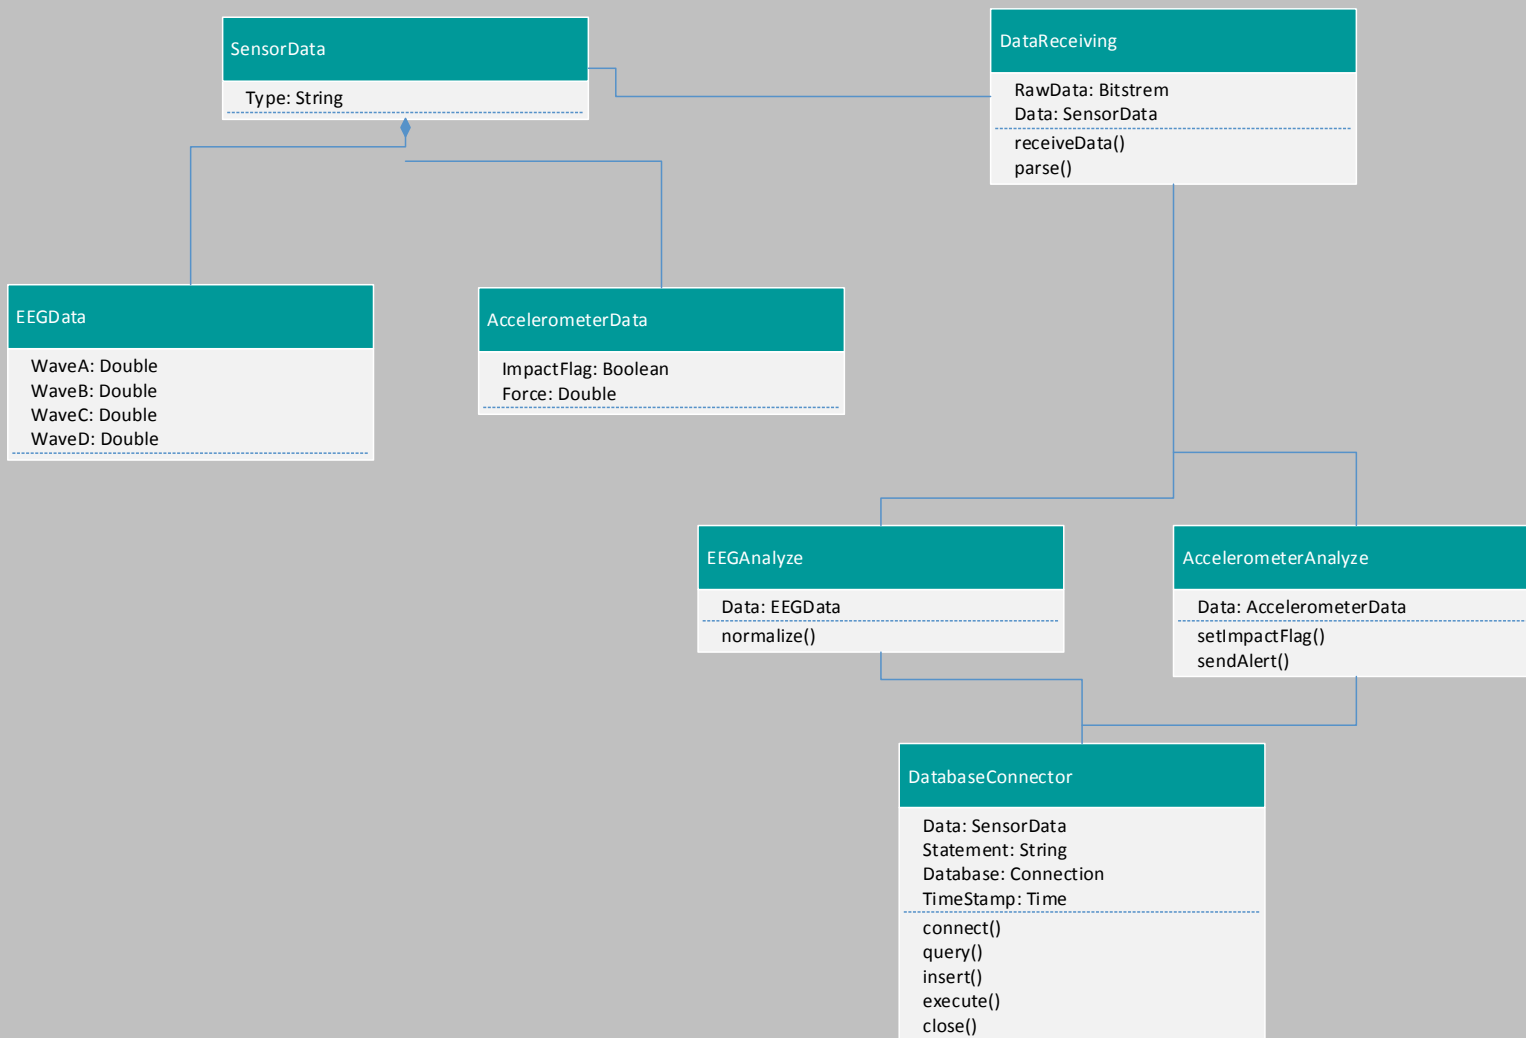 SensorData
Type: String
DataReceiving
RawData: Bitstrem
Data: SensorData
receiveData()
parse()
EEGData
WaveA: Double
WaveB: Double
WaveC: Double
WaveD: Double
AccelerometerData
ImpactFlag: Boolean
Force: Double
EEGAnalyze
Data: EEGData
normalize()
AccelerometerAnalyze
Data: AccelerometerData
setImpactFlag()
sendAlert()
DatabaseConnector
Data: SensorData
Statement: String
Database: Connection
TimeStamp: Time
connect()
query()
insert()
execute()
close()